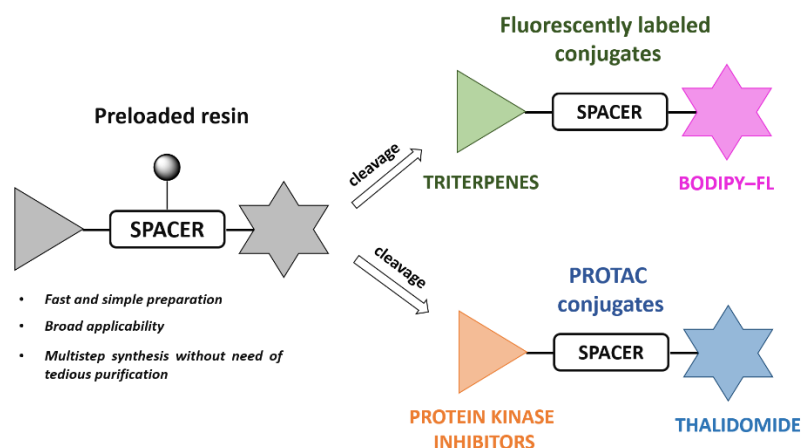 Preloaded resin
SPACER
• Fast and simple preparation
• Broad applicability
• Multistep synthesis without need of
tedious purification
cleavage
cleavage
Fluorescently labeled
conjugates
SPACER
TRITERPENES
BODIPY–FL
PROTAC
conjugates
SPACER
PROTEIN KINASE
INHIBITORS
THALIDOMIDE